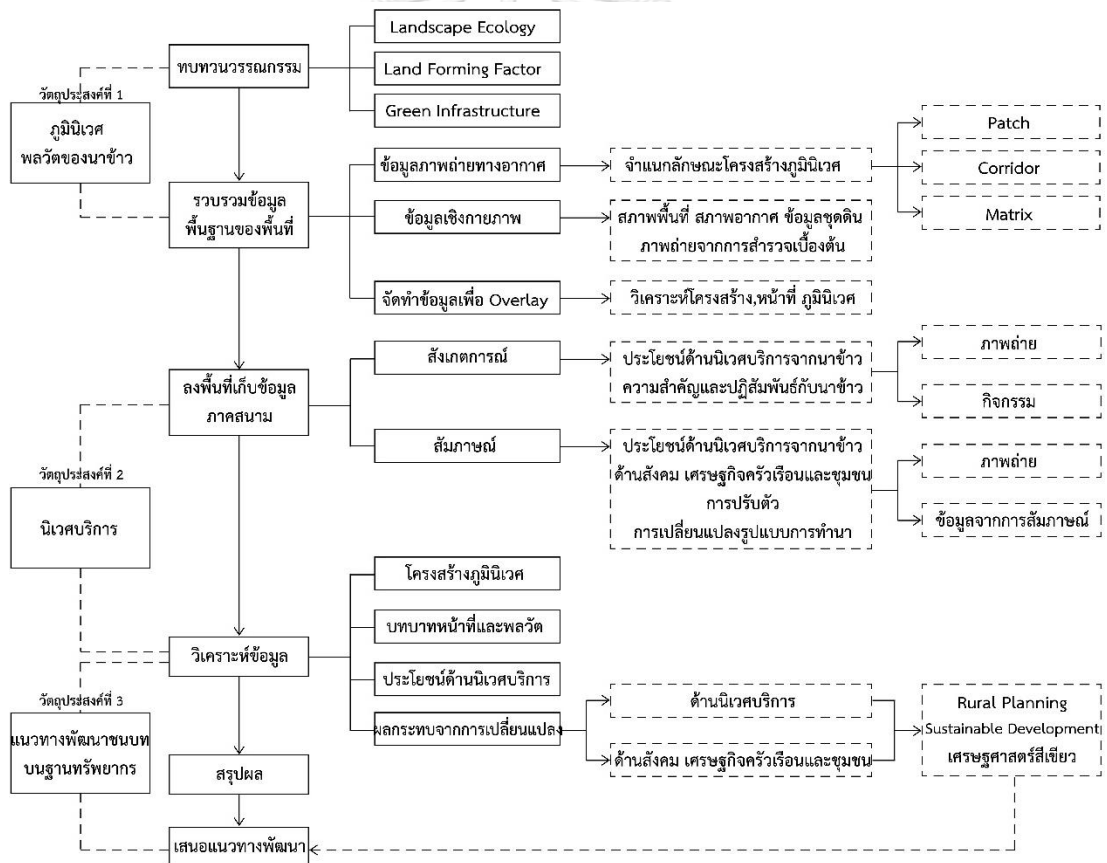 Landscape Ecology
ทบทวนวรรณกรรม
Land Forming Factor
Green Infrastructure
วัตถุประสงค์ที่ 1
ภูมินิเวศ
พลวัตของนาข้าว
รวบรวมข้อมูล
พื้นฐานของพื้นที่
ข้อมูลภาพถ่ายทางอากาศ
จำแนกลักษณะโครงสร้างภูมินิเวศ
Patch
Corridor
Matrix
ข้อมูลเชิงกายภาพ
สภาพพื้นที่ สภาพอากาศ ข้อมูลชุดดิน
ภาพถ่ายจากการสำรวจเบื้องต้น
จัดทำข้อมูลเพื่อ Overlay
วิเคราะห์โครงสร้าง,หน้าที่ ภูมินิเวศ
ลงพื้นที่เก็บข้อมูล
ภาคสนาม
สังเกตการณ์
ประโยชน์ด้านนิเวศบริการจากนาข้าว
ความสำคัญและปฏิสัมพันธ์กับนาข้าว
ภาพถ่าย
กิจกรรม
สัมภาษณ์
ประโยชน์ด้านนิเวศบริการจากนาข้าว
ด้านสังคม เศรษฐกิจครัวเรือนและชุมชน
การปรับตัว
การเปลี่ยนแปลงรูปแบบการทำนา
ภาพถ่าย
ข้อมูลจากการสัมภาษณ์
วัตถุประสงค์ที่ 2
นิเวศบริการ
วิเคราะห์ข้อมูล
โครงสร้างภูมินิเวศ
บทบาทหน้าที่และพลวัต
ประโยชน์ด้านนิเวศบริการ
ผลกระทบจากการเปลี่ยนแปลง
ด้านนิเวศบริการ
ด้านสังคม เศรษฐกิจครัวเรือนและชุมชน
Rural Planning
Sustainable Development
เศรษฐศาสตร์สีเขียว
วัตถุประสงค์ที่ 3
แนวทางพัฒนาชนบท
บนฐานทรัพยากร
สรุปผล
เสนอแนวทางพัฒนา